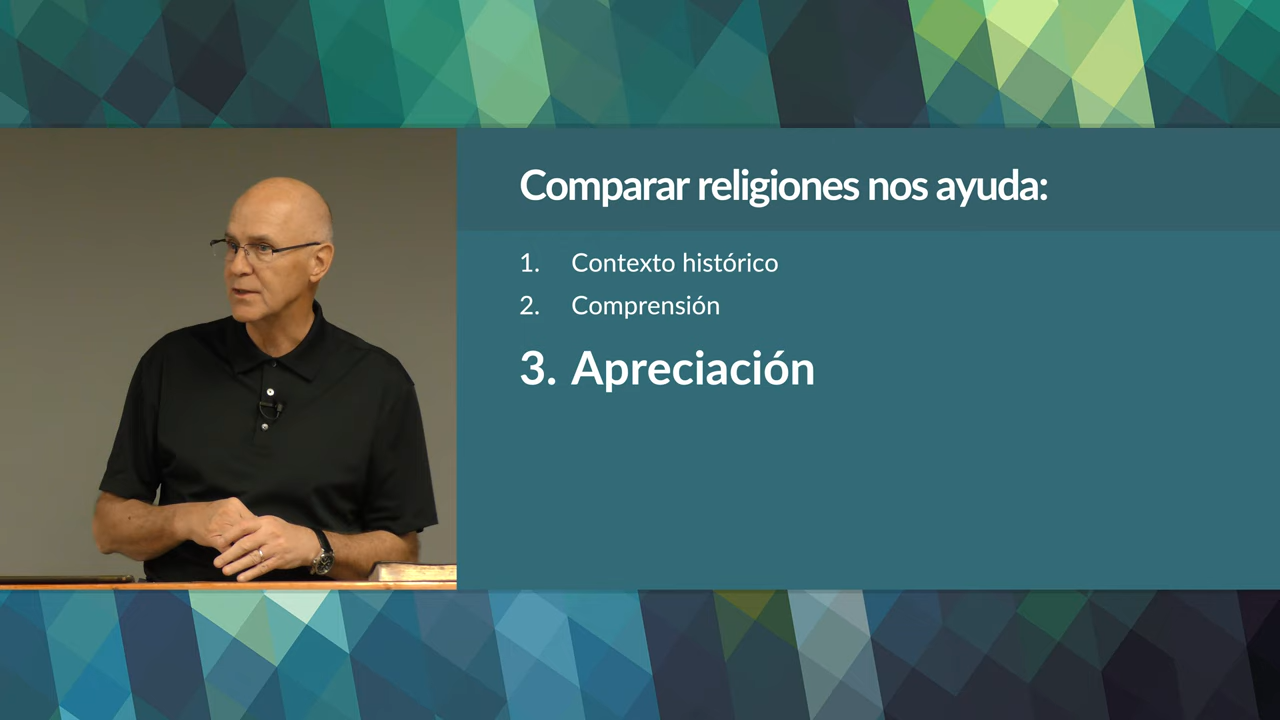 Comparar religiones nos ayuda:
1. Contexto histórico
2. Comprensión
3. Apreciación